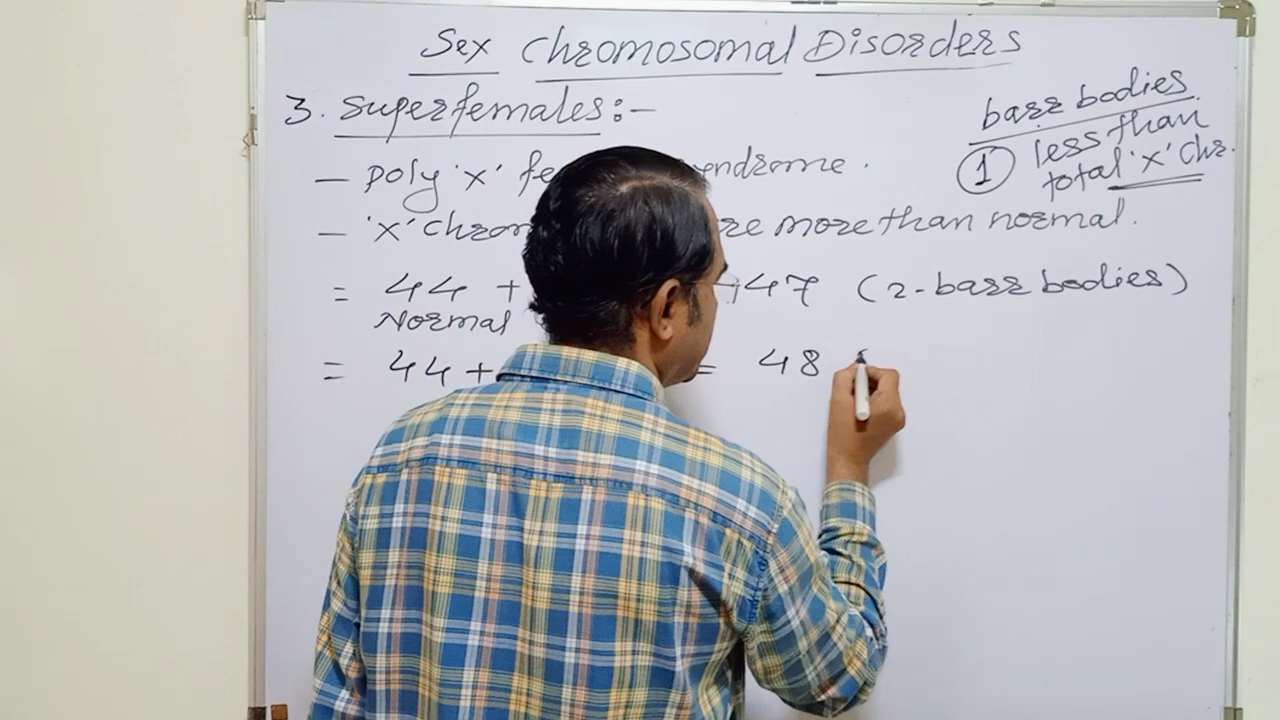 Sex Chromosomal Disorders
3. Superfemales:-
- Poly 'x' fe ndrome.
- 'x' Chrom re more than normal.
= 44 + 47 (2-barr bodies)
Normal
= 44 + = 48
barr bodies
① less than
total 'x' Chr.